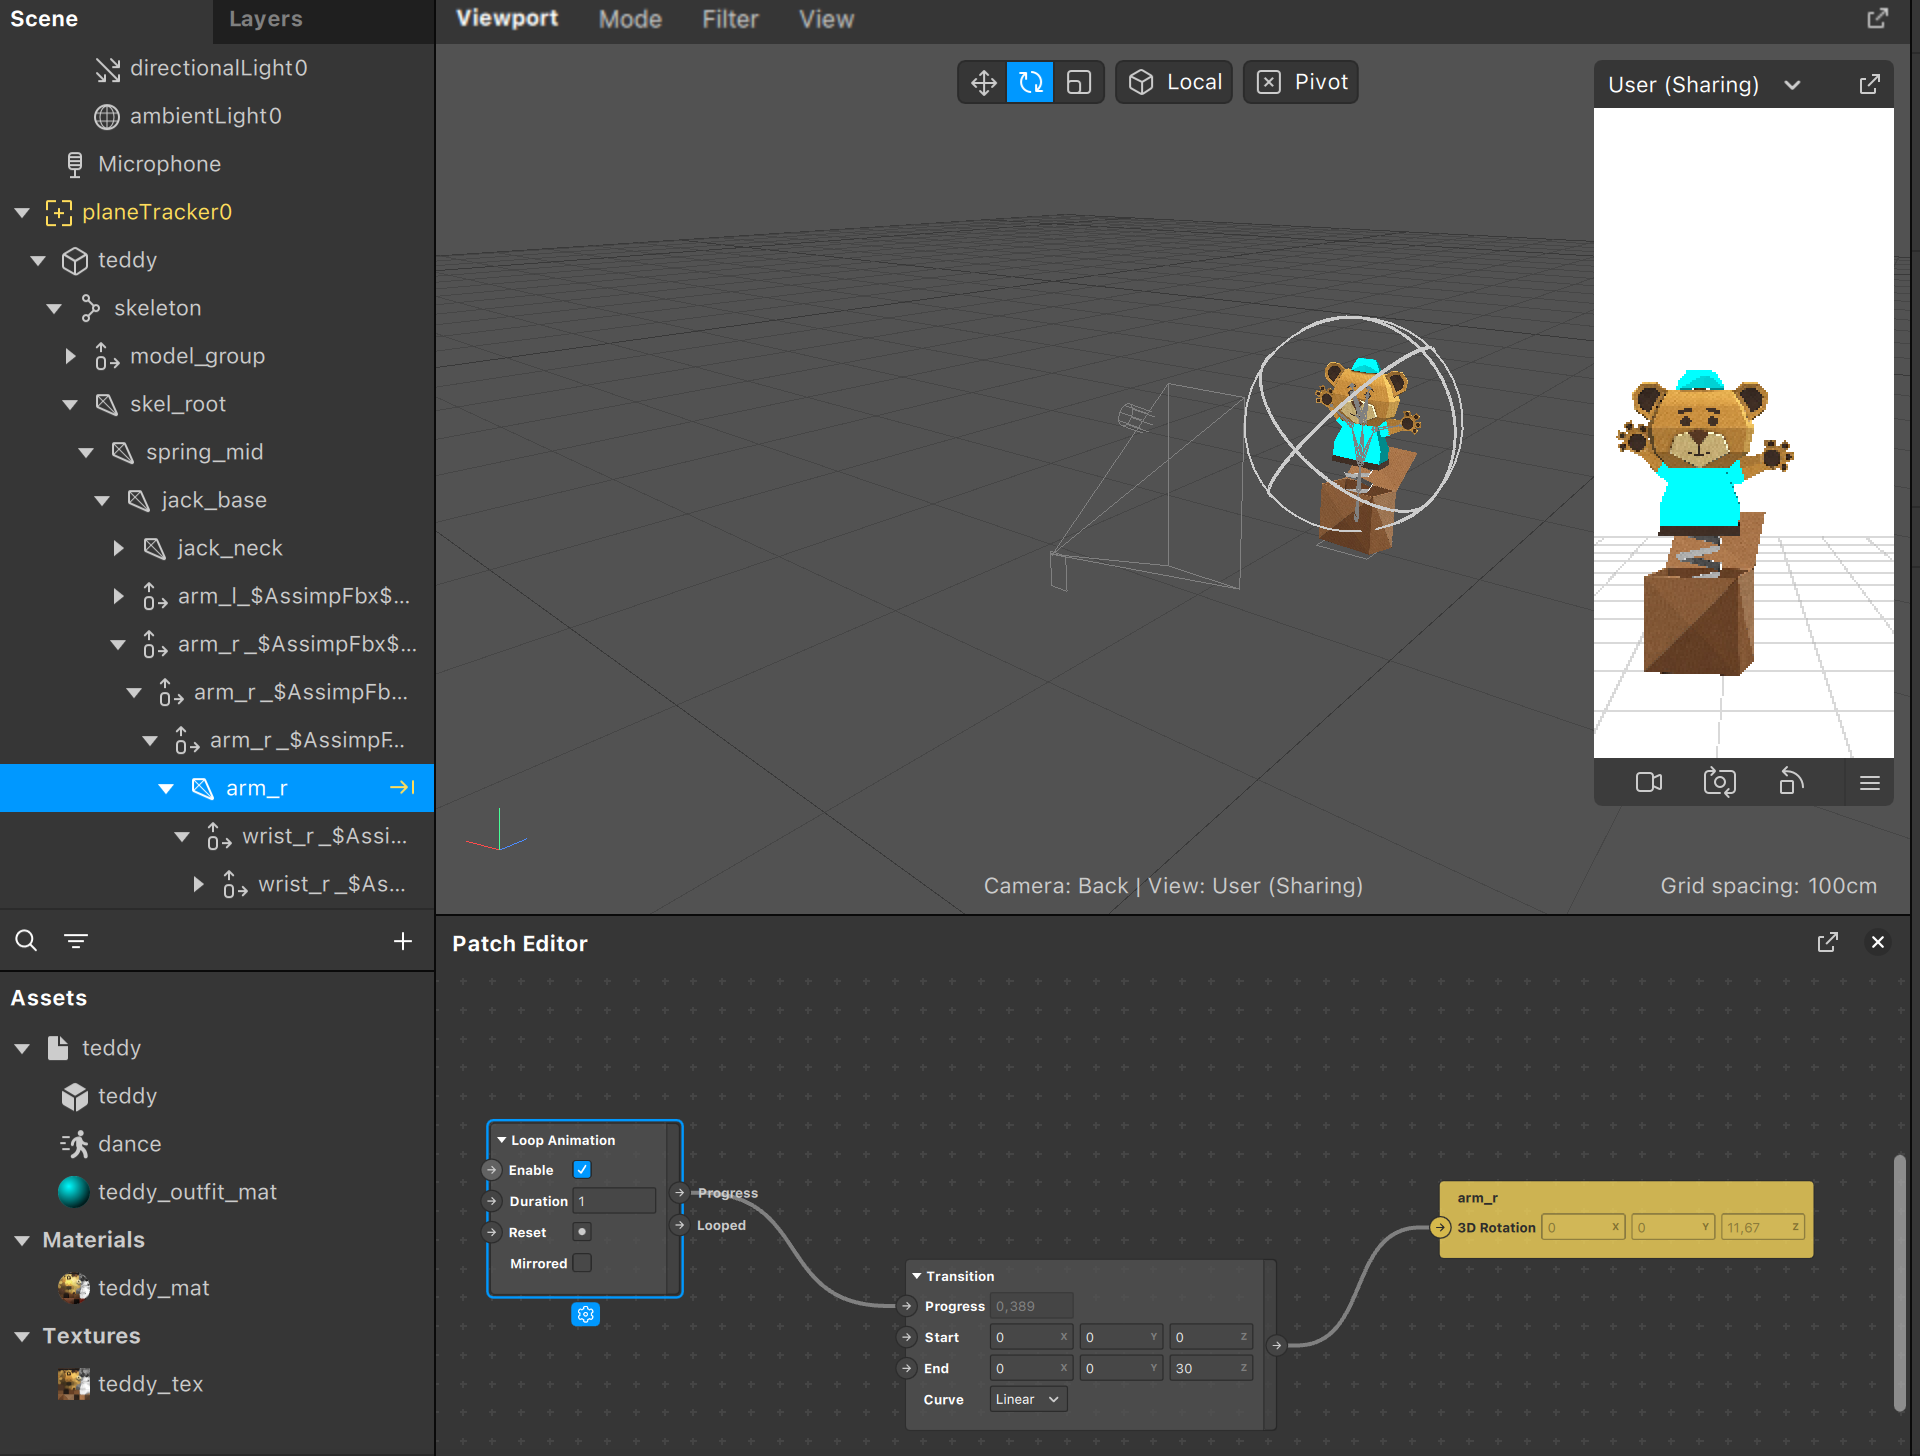 Scene
Layers
directionalLight0
ambientLight0
Microphone
planeTracker0
teddy
skeleton
model_group
skel_root
spring_mid
jack_base
jack_neck
arm_l_$AssimpFbx$...
arm_r_$AssimpFbx$...
arm_r_$AssimpFb...
arm_r_$AssimpF...
arm_r
wrist_r_$Assi...
wrist_r_$As...
Assets
teddy
teddy
dance
teddy_outfit_mat
Materials
teddy_mat
Textures
teddy_tex
Viewport Mode Filter View
Local
Pivot
User (Sharing)
Camera: Back | View: User (Sharing)
Grid spacing: 100cm
Patch Editor
Loop Animation
Enable
Duration 1
Reset
Mirrored
Progress
Looped
Transition
Progress 0,389
Start 0 X 0 Y 0 Z
End 0 X 0 Y 30 Z
Curve Linear
arm_r
3D Rotation 0 X 0 Y 11,67 Z